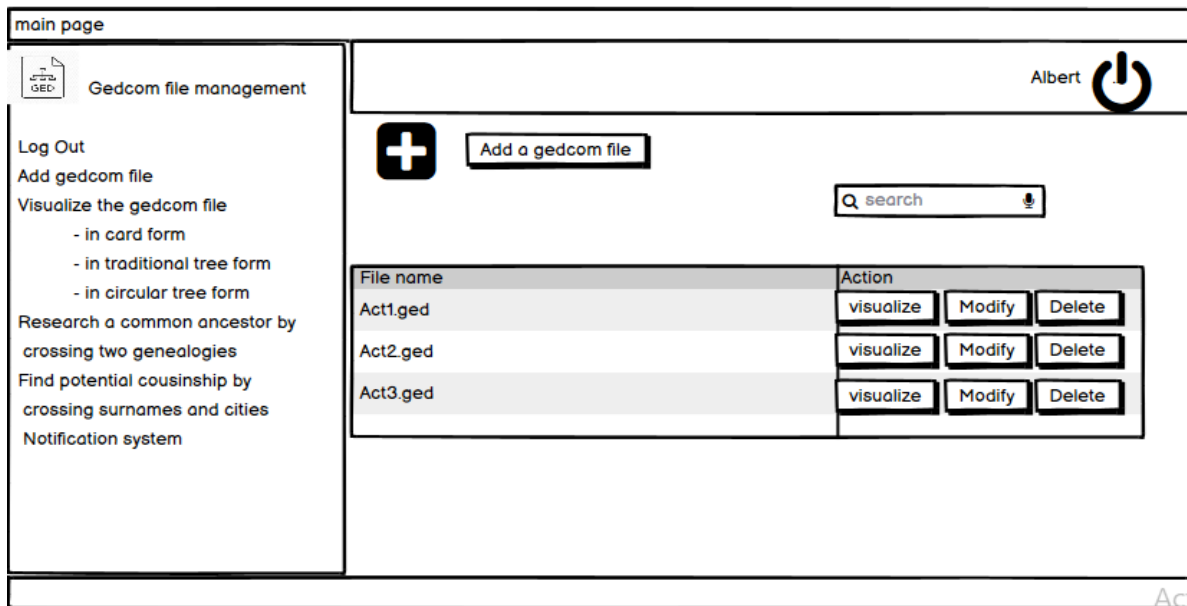 main page
GED
Gedcom file management
Albert
Log Out
Add gedcom file
Visualize the gedcom file
- in card form
- in traditional tree form
- in circular tree form
Research a common ancestor by
crossing two genealogies
Find potential cousinship by
crossing surnames and cities
Notification system
Add a gedcom file
search
File name Action
Act1.ged visualize Modify Delete
Act2.ged visualize Modify Delete
Act3.ged visualize Modify Delete